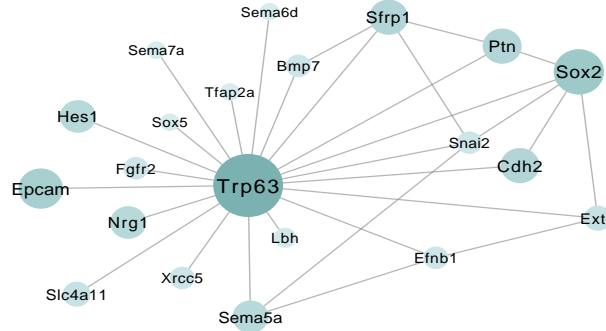 Sema6d
Sfrp1
Sema7a
Ptn
Bmp7
Sox2
Tfap2a
Hes1
Sox5
Snai2
Fgfr2
Cdh2
Epcam
Trp63
Nrg1
Ext
Lbh
Efnb1
Xrcc5
Slc4a11
Sema5a